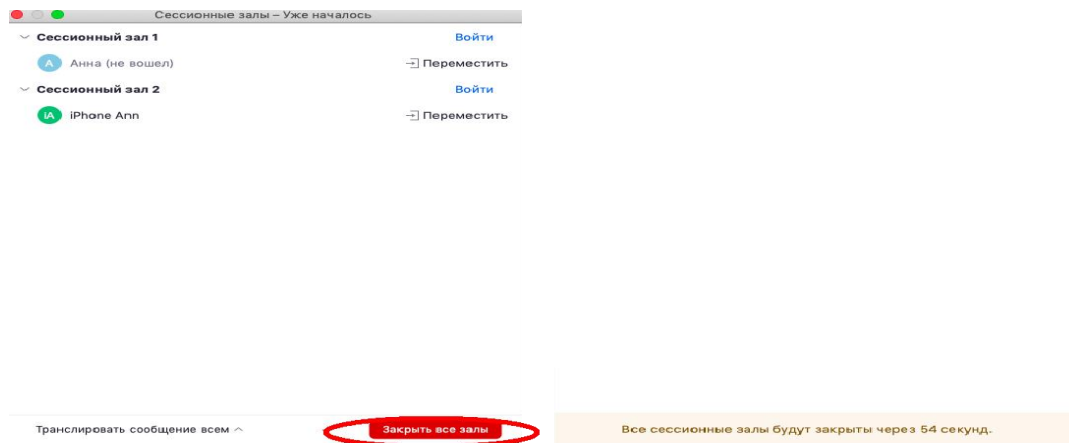 Сессионные залы – Уже началось
Сессионный зал 1 Войти
А Анна (не вошел) Переместить
Сессионный зал 2 Войти
IA iPhone Ann Переместить
Транслировать сообщение всем Закрыть все залы
Все сессионные залы будут закрыты через 54 секунд.